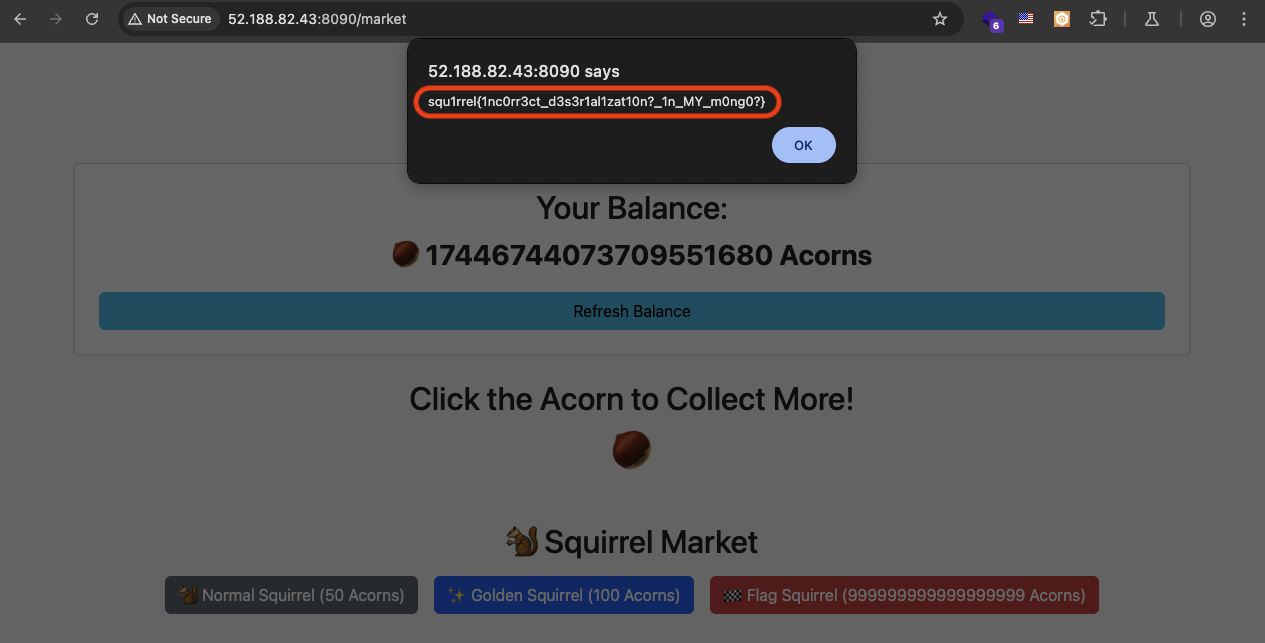 Not Secure 52.188.82.43:8090/market
6
52.188.82.43:8090 says
squ1rrel{1nc0rr3ct_d3s3r1al1zat10n?_1n_MY_m0ng0?}
OK
Your Balance:
17446744073709551680 Acorns
Refresh Balance
Click the Acorn to Collect More!
Squirrel Market
Normal Squirrel (50 Acorns)
Golden Squirrel (100 Acorns)
Flag Squirrel (999999999999999999 Acorns)